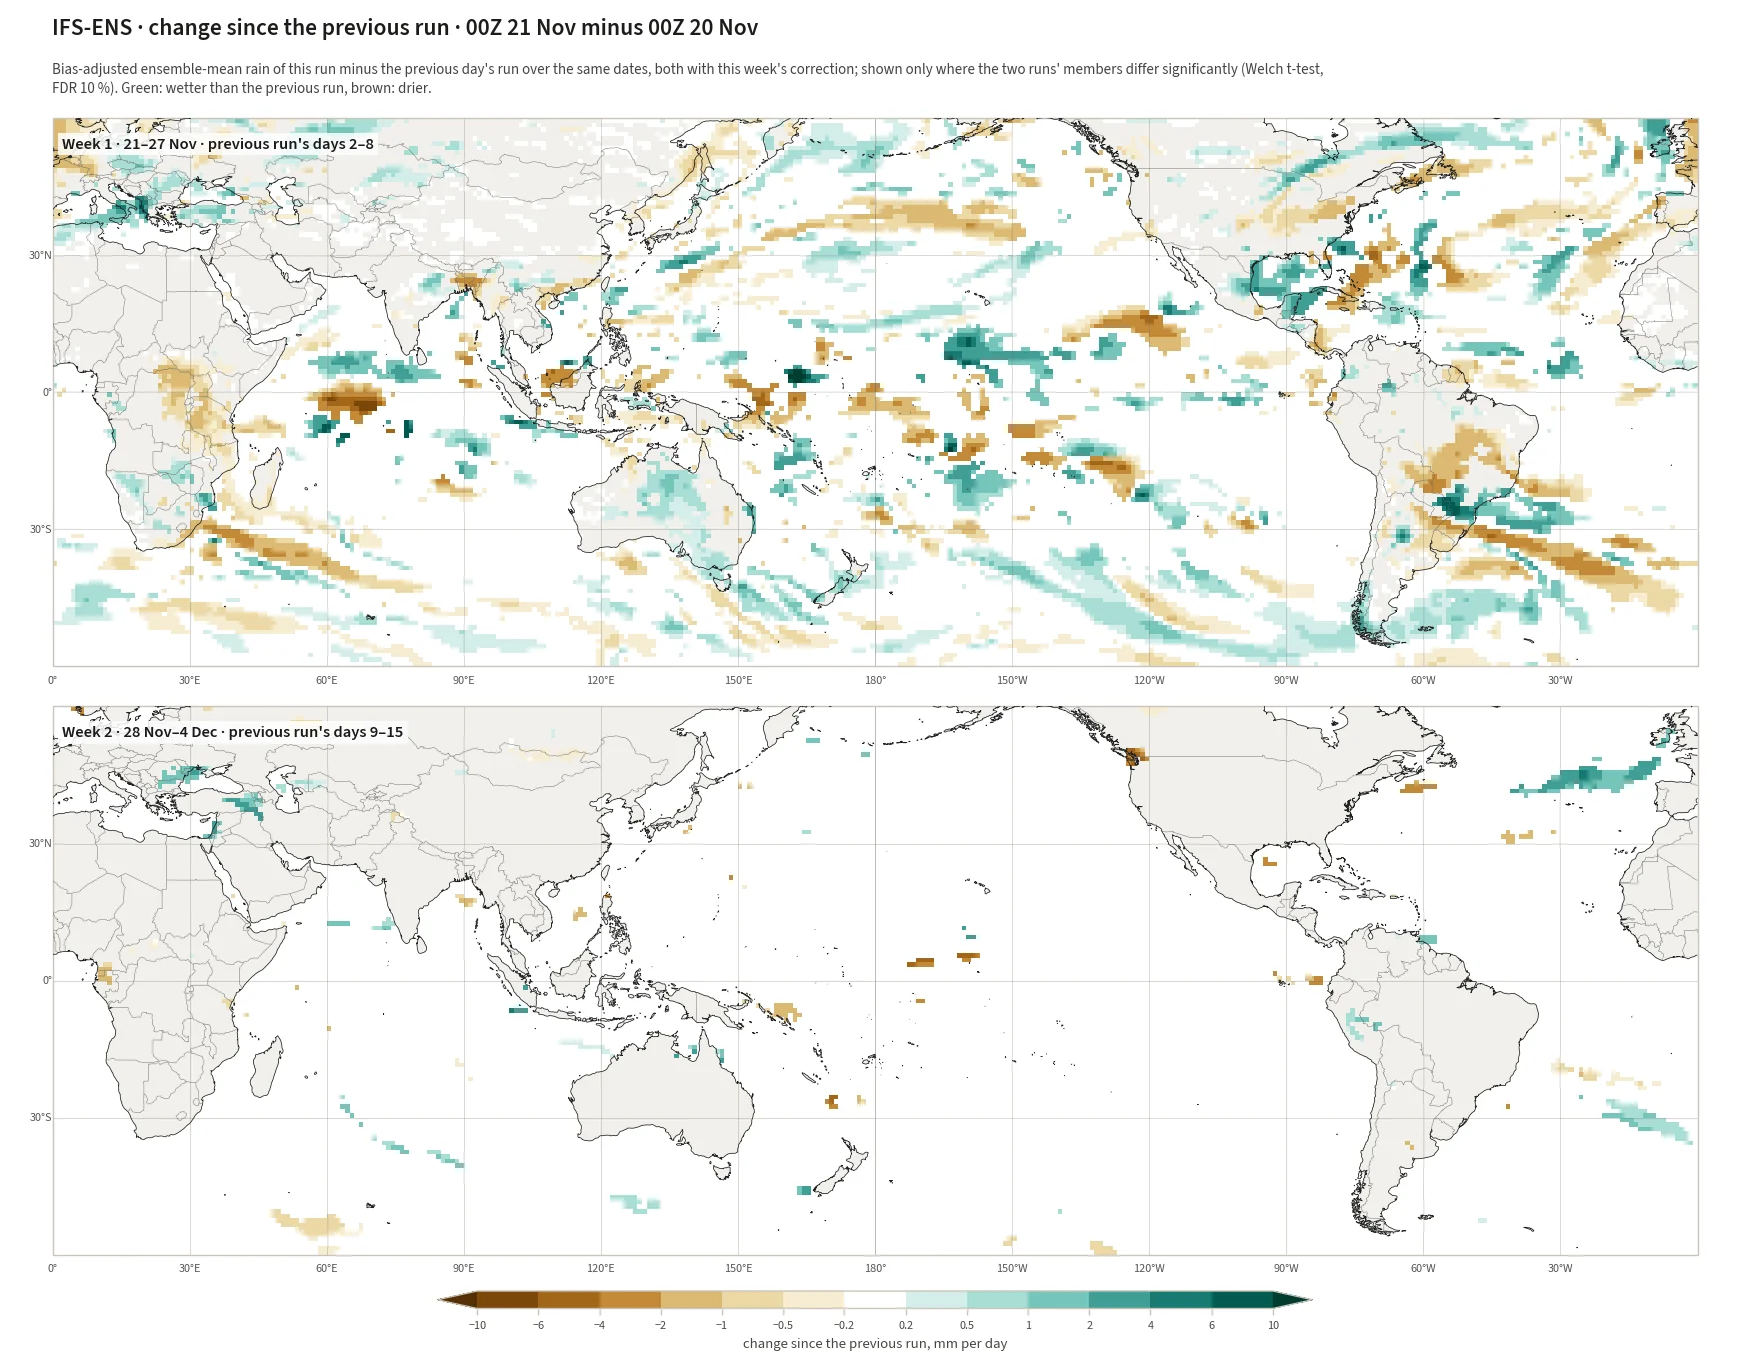 IFS-ENS · change since the previous run · 00Z 21 Nov minus 00Z 20 Nov
Bias-adjusted ensemble-mean rain of this run minus the previous day's run over the same dates, both with this week's correction; shown only where the two runs' members differ significantly (Welch t-test,
FDR 10 %). Green: wetter than the previous run, brown: drier.
Week 1 · 21–27 Nov · previous run's days 2–8
30°N
0°
30°S
0° 30°E 60°E 90°E 120°E 150°E 180° 150°W 120°W 90°W 60°W 30°W
Week 2 · 28 Nov–4 Dec · previous run's days 9–15
30°N
0°
30°S
0° 30°E 60°E 90°E 120°E 150°E 180° 150°W 120°W 90°W 60°W 30°W
−10 −6 −4 −2 −1 −0.5 −0.2 0.2 0.5 1 2 4 6 10
change since the previous run, mm per day